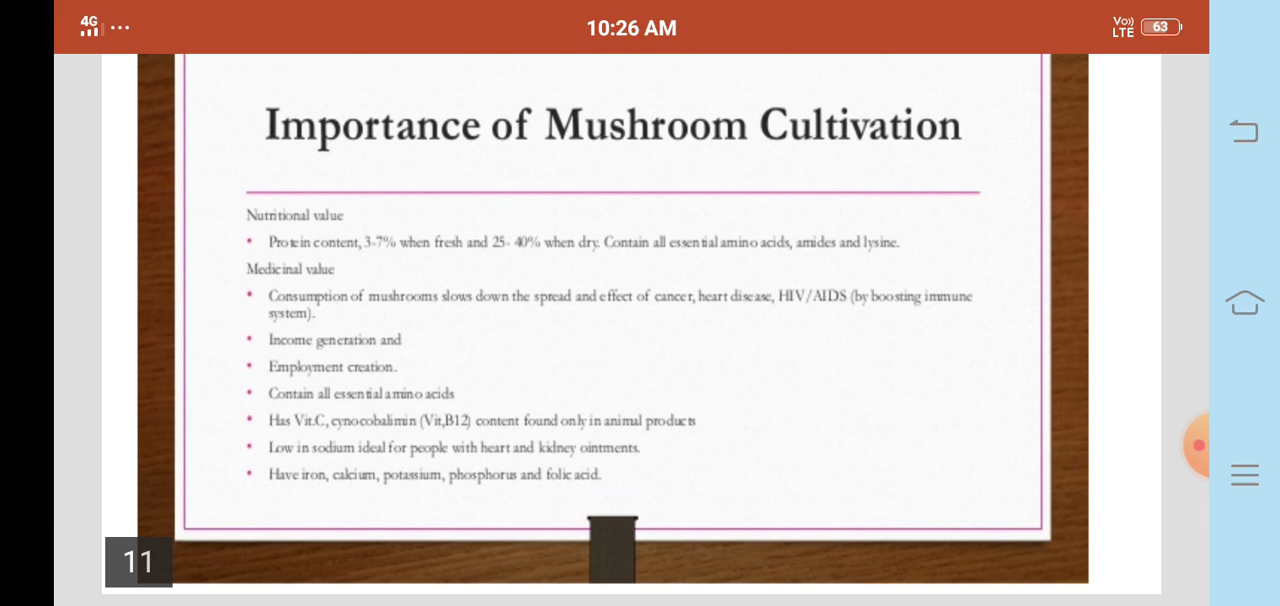 4G
10:26 AM
Vo)) LTE
63
Importance of Mushroom Cultivation
Nutritional value
• Protein content, 3-7% when fresh and 25- 40% when dry. Contain all essential amino acids, amides and lysine.
Medicinal value
• Consumption of mushrooms slows down the spread and effect of cancer, heart disease, HIV/AIDS (by boosting immune
system).
• Income generation and
• Employment creation.
• Contain all essential amino acids
• Has Vit.C, cynocobalimin (Vit,B12) content found only in animal products
• Low in sodium ideal for people with heart and kidney ointments.
• Have iron, calcium, potassium, phosphorus and folic acid.
11